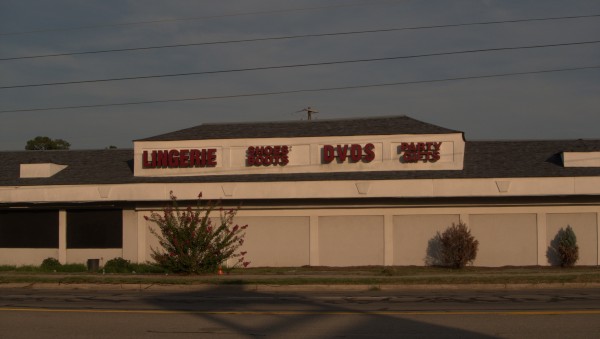 LINGERIE
SHOES
BOOTS
DVDS
PARTY
GIFTS